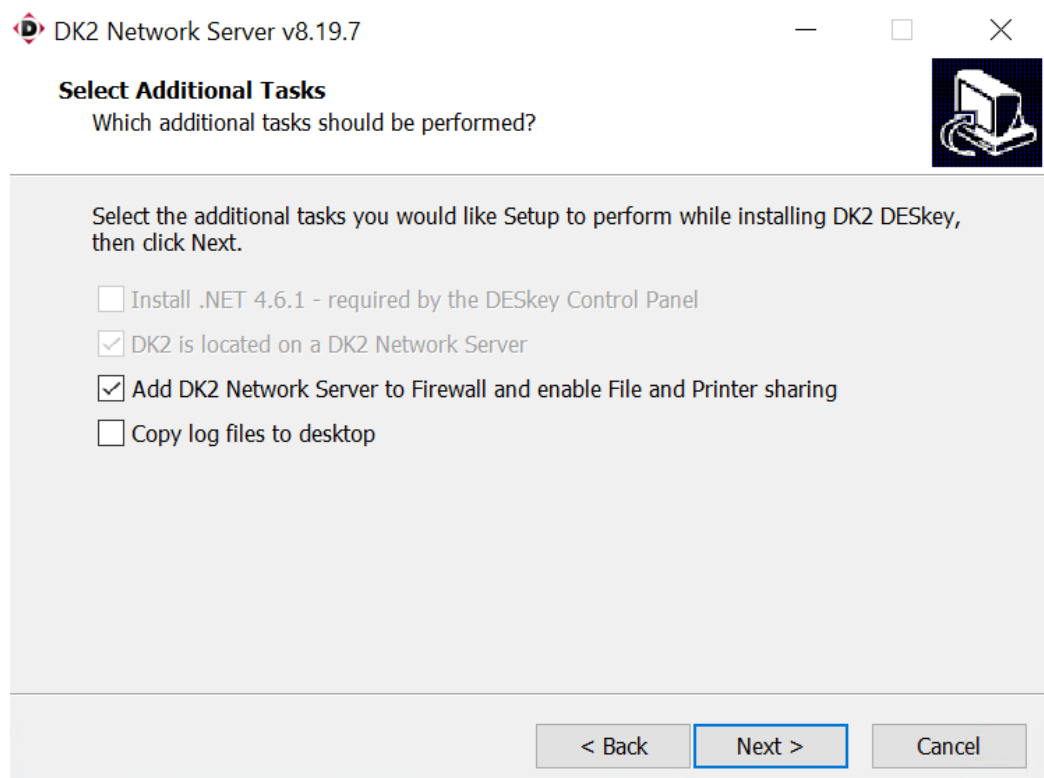 DK2 Network Server v8.19.7
Select Additional Tasks
Which additional tasks should be performed?
Select the additional tasks you would like Setup to perform while installing DK2 DESkey,
then click Next.
Install .NET 4.6.1 - required by the DESkey Control Panel
DK2 is located on a DK2 Network Server
Add DK2 Network Server to Firewall and enable File and Printer sharing
Copy log files to desktop
< Back
Next >
Cancel